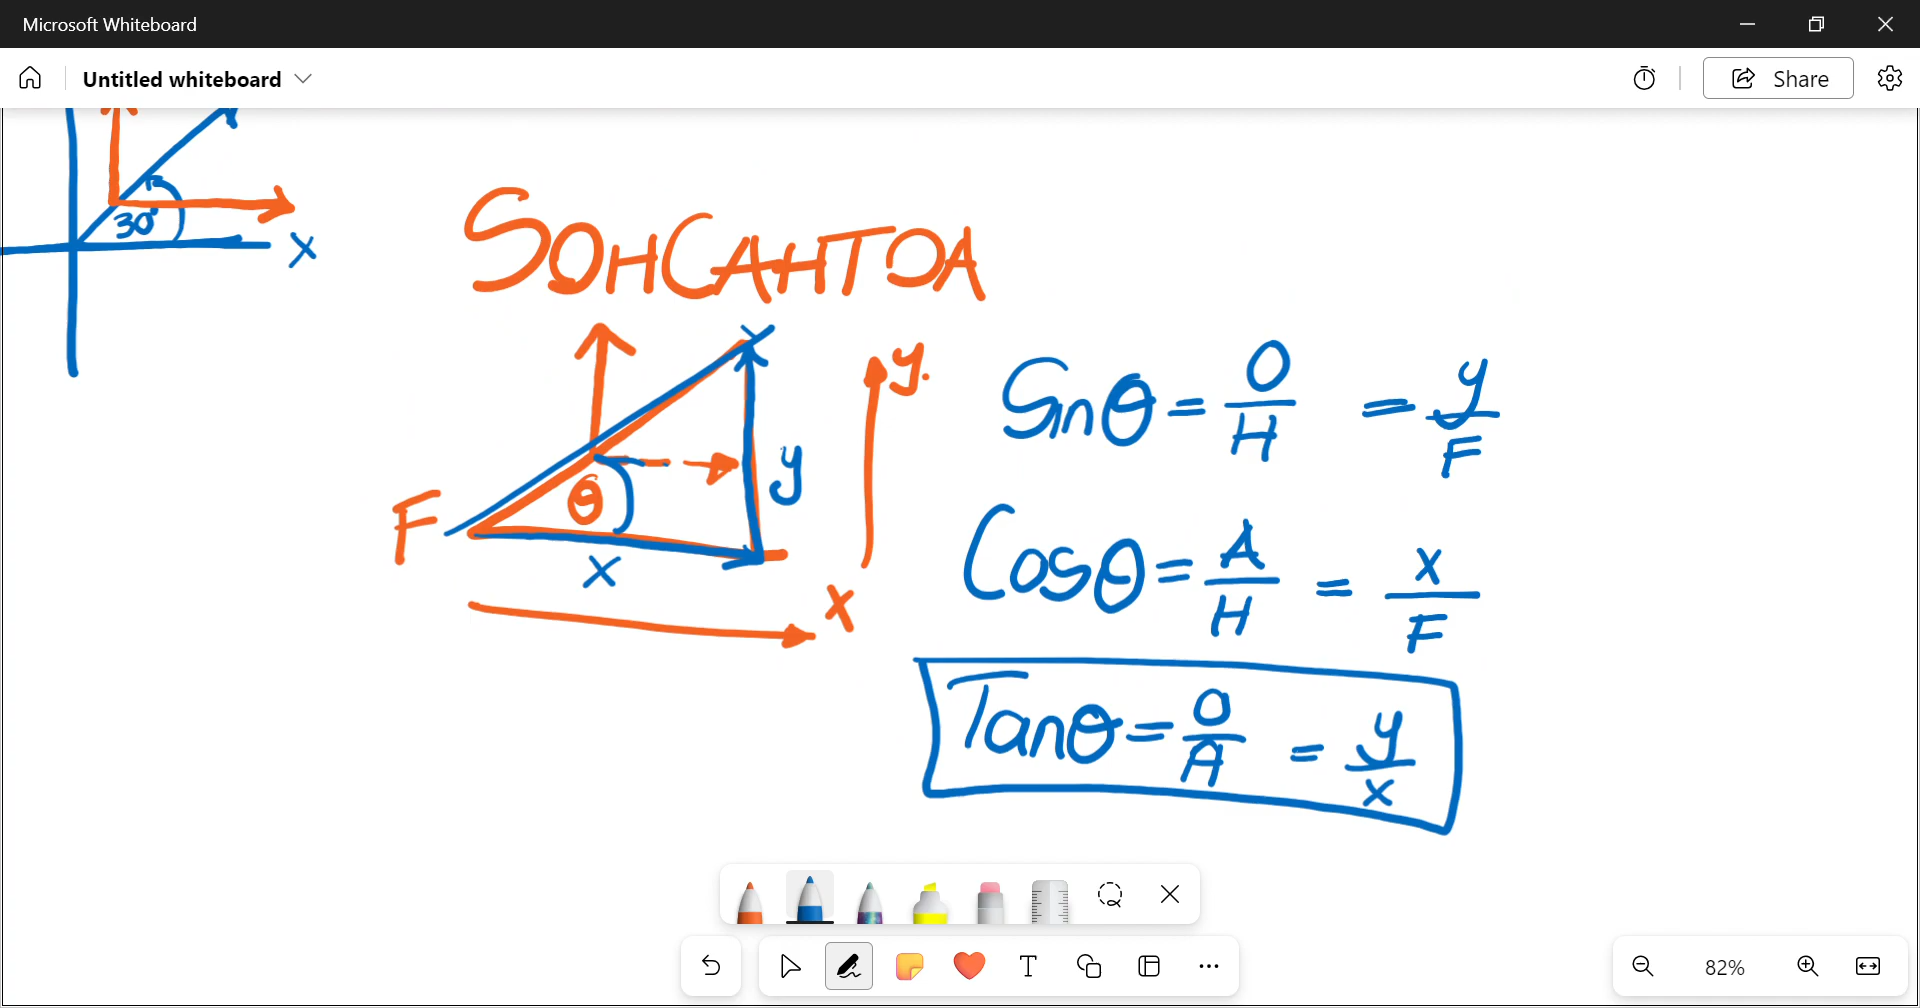 Microsoft Whiteboard
Untitled whiteboard
Share
30°
x
SOHCAHTOA
y.
Sinθ = O/H = y/F
θ
y
F
x
x
Cosθ = A/H = x/F
Tanθ = O/A = y/x
T
82%